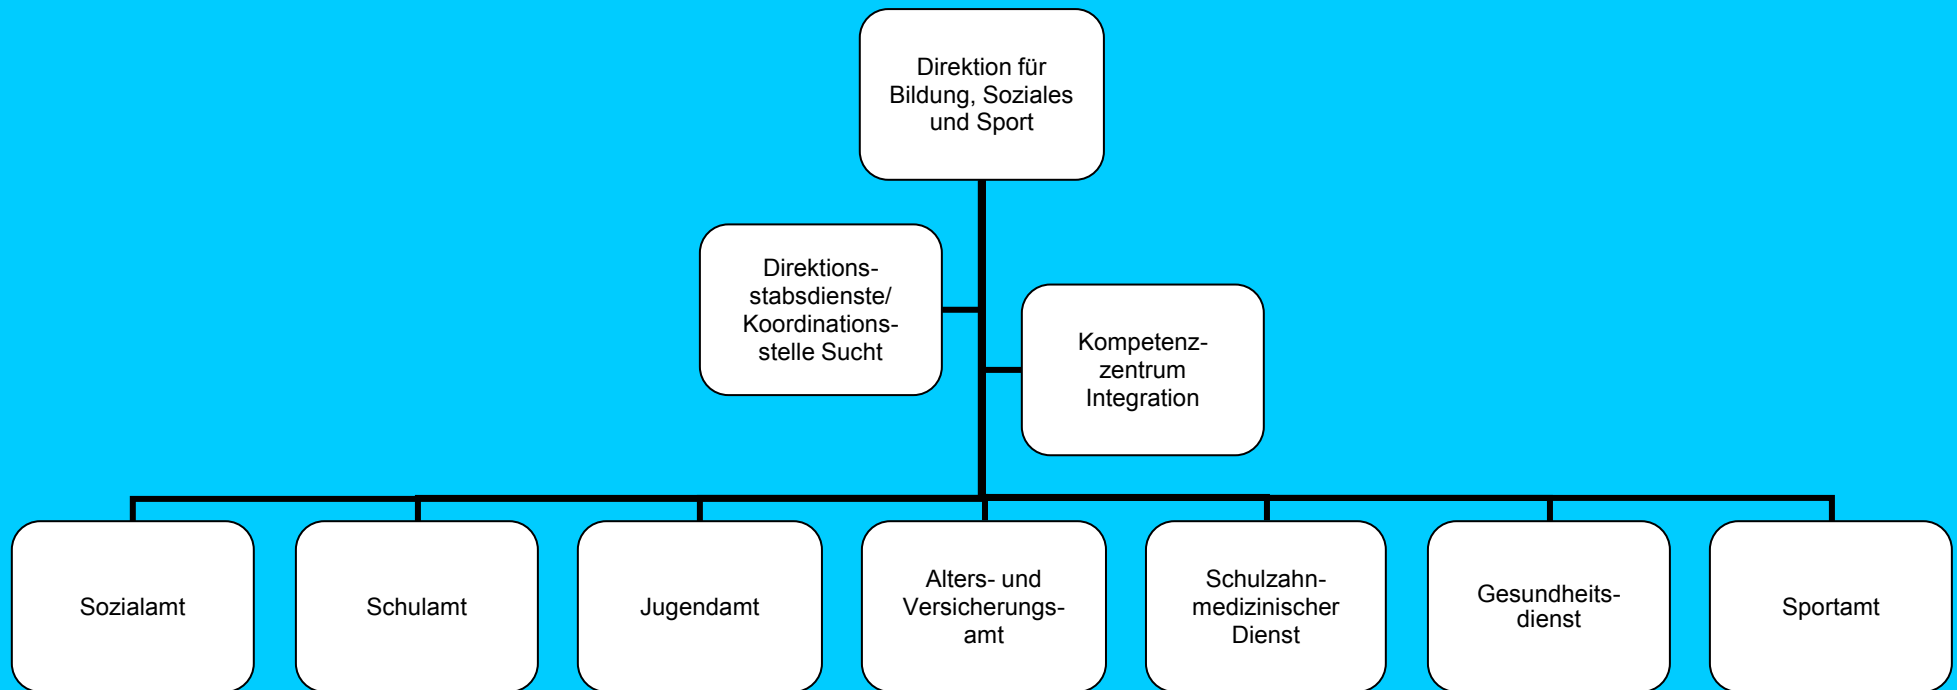 Direktion für
Bildung, Soziales
und Sport
Direktions-
stabsdienste/
Koordinations-
stelle Sucht
Kompetenz-
zentrum
Integration
Sozialamt
Schulamt
Jugendamt
Alters- und
Versicherungs-
amt
Schulzahn-
medizinischer
Dienst
Gesundheits-
dienst
Sportamt